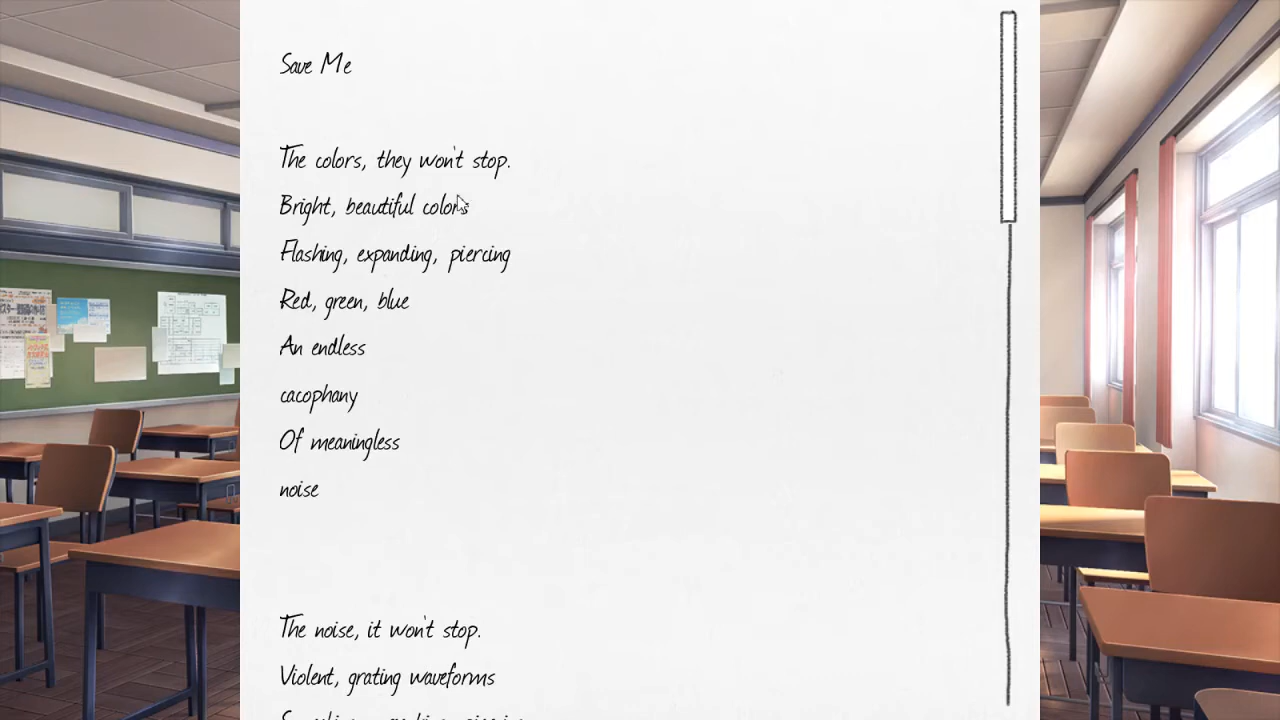 Save Me
The colors, they won't stop.
Bright, beautiful colors
Flashing, expanding, piercing
Red, green, blue
An endless
cacophany
Of meaningless
noise
The noise, it won't stop.
Violent, grating waveforms